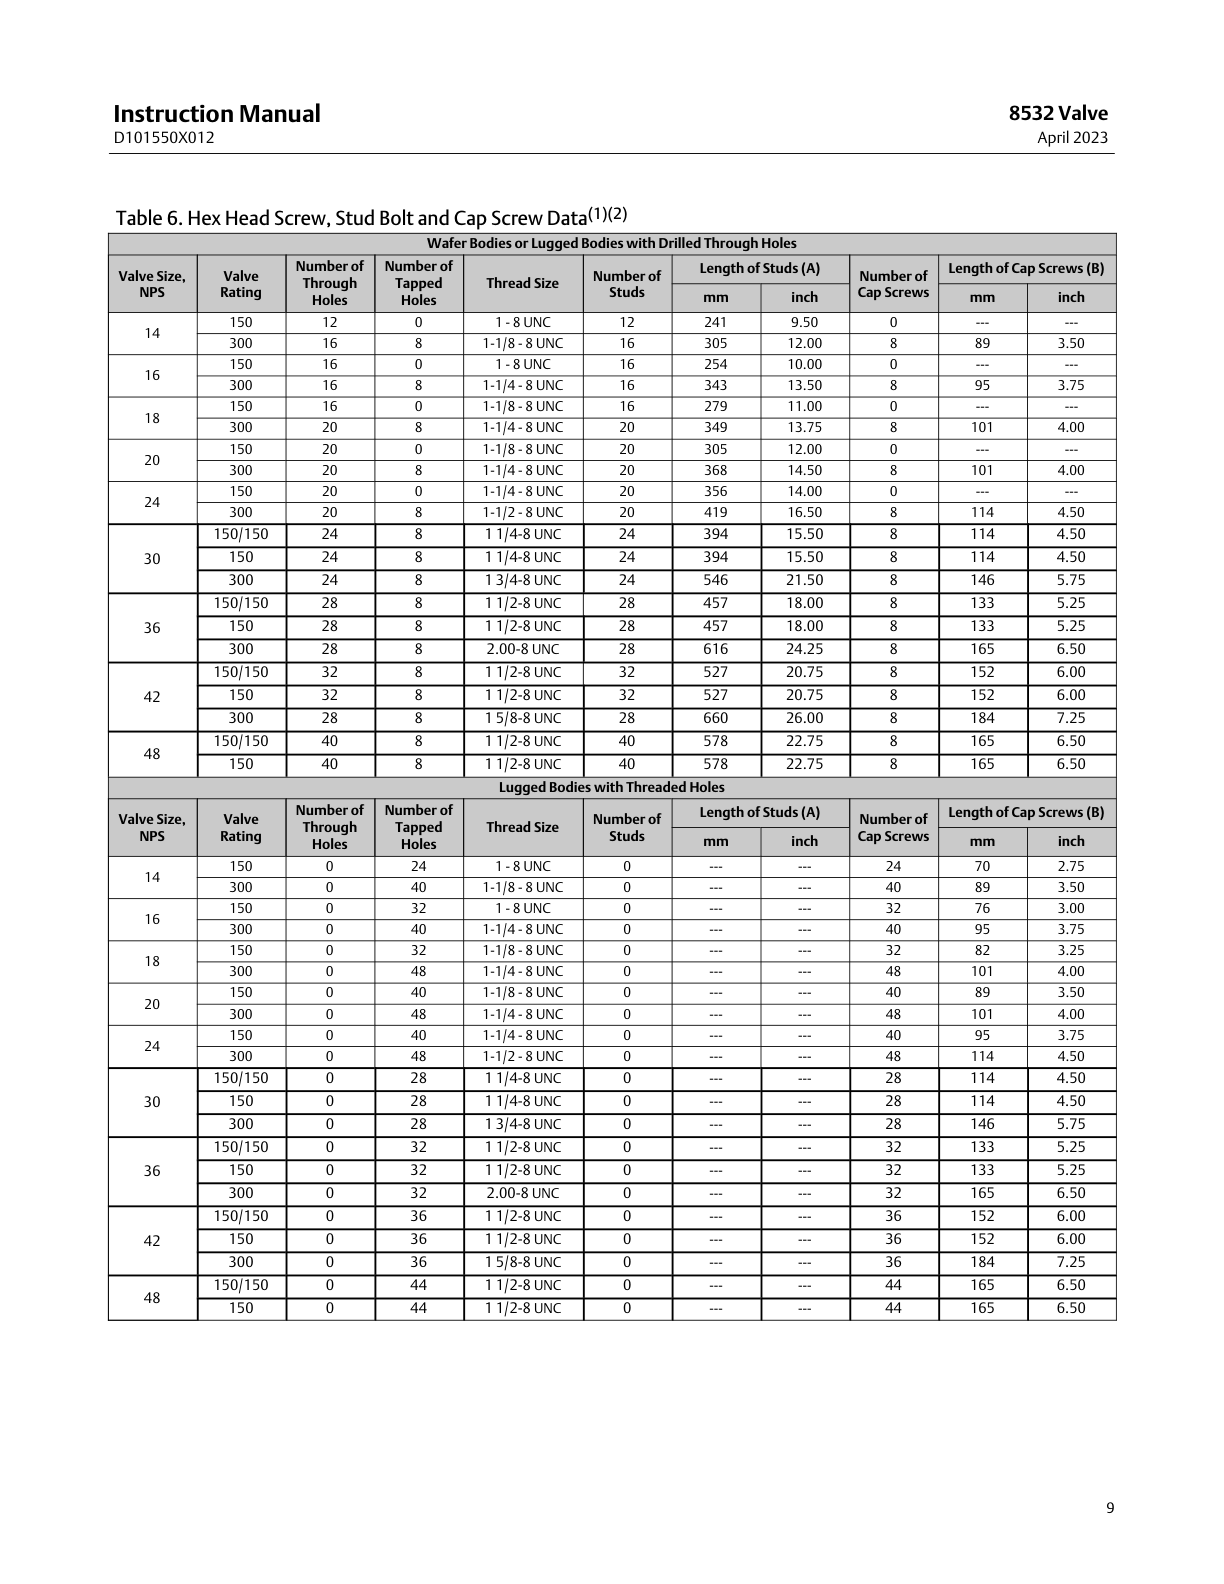 Instruction Manual
D101550X012
8532 Valve
April 2023
Table 6. Hex Head Screw, Stud Bolt and Cap Screw Data(1)(2)
Wafer Bodies or Lugged Bodies with Drilled Through Holes
Valve Size, NPS Valve Rating Number of Through Holes Number of Tapped Holes Thread Size Number of Studs Length of Studs (A) Number of Cap Screws Length of Cap Screws (B)
mm inch mm inch
14 150 12 0 1 - 8 UNC 12 241 9.50 0 --- ---
300 16 8 1-1/8 - 8 UNC 16 305 12.00 8 89 3.50
16 150 16 0 1 - 8 UNC 16 254 10.00 0 --- ---
300 16 8 1-1/4 - 8 UNC 16 343 13.50 8 95 3.75
18 150 16 0 1-1/8 - 8 UNC 16 279 11.00 0 --- ---
300 20 8 1-1/4 - 8 UNC 20 349 13.75 8 101 4.00
20 150 20 0 1-1/8 - 8 UNC 20 305 12.00 0 --- ---
300 20 8 1-1/4 - 8 UNC 20 368 14.50 8 101 4.00
24 150 20 0 1-1/4 - 8 UNC 20 356 14.00 0 --- ---
300 20 8 1-1/2 - 8 UNC 20 419 16.50 8 114 4.50
30 150/150 24 8 1 1/4-8 UNC 24 394 15.50 8 114 4.50
150 24 8 1 1/4-8 UNC 24 394 15.50 8 114 4.50
300 24 8 1 3/4-8 UNC 24 546 21.50 8 146 5.75
36 150/150 28 8 1 1/2-8 UNC 28 457 18.00 8 133 5.25
150 28 8 1 1/2-8 UNC 28 457 18.00 8 133 5.25
300 28 8 2.00-8 UNC 28 616 24.25 8 165 6.50
42 150/150 32 8 1 1/2-8 UNC 32 527 20.75 8 152 6.00
150 32 8 1 1/2-8 UNC 32 527 20.75 8 152 6.00
300 28 8 1 5/8-8 UNC 28 660 26.00 8 184 7.25
48 150/150 40 8 1 1/2-8 UNC 40 578 22.75 8 165 6.50
150 40 8 1 1/2-8 UNC 40 578 22.75 8 165 6.50
Lugged Bodies with Threaded Holes
Valve Size, NPS Valve Rating Number of Through Holes Number of Tapped Holes Thread Size Number of Studs Length of Studs (A) Number of Cap Screws Length of Cap Screws (B)
mm inch mm inch
14 150 0 24 1 - 8 UNC 0 --- --- 24 70 2.75
300 0 40 1-1/8 - 8 UNC 0 --- --- 40 89 3.50
16 150 0 32 1 - 8 UNC 0 --- --- 32 76 3.00
300 0 40 1-1/4 - 8 UNC 0 --- --- 40 95 3.75
18 150 0 32 1-1/8 - 8 UNC 0 --- --- 32 82 3.25
300 0 48 1-1/4 - 8 UNC 0 --- --- 48 101 4.00
20 150 0 40 1-1/8 - 8 UNC 0 --- --- 40 89 3.50
300 0 48 1-1/4 - 8 UNC 0 --- --- 48 101 4.00
24 150 0 40 1-1/4 - 8 UNC 0 --- --- 40 95 3.75
300 0 48 1-1/2 - 8 UNC 0 --- --- 48 114 4.50
30 150/150 0 28 1 1/4-8 UNC 0 --- --- 28 114 4.50
150 0 28 1 1/4-8 UNC 0 --- --- 28 114 4.50
300 0 28 1 3/4-8 UNC 0 --- --- 28 146 5.75
36 150/150 0 32 1 1/2-8 UNC 0 --- --- 32 133 5.25
150 0 32 1 1/2-8 UNC 0 --- --- 32 133 5.25
300 0 32 2.00-8 UNC 0 --- --- 32 165 6.50
42 150/150 0 36 1 1/2-8 UNC 0 --- --- 36 152 6.00
150 0 36 1 1/2-8 UNC 0 --- --- 36 152 6.00
300 0 36 1 5/8-8 UNC 0 --- --- 36 184 7.25
48 150/150 0 44 1 1/2-8 UNC 0 --- --- 44 165 6.50
150 0 44 1 1/2-8 UNC 0 --- --- 44 165 6.50
9